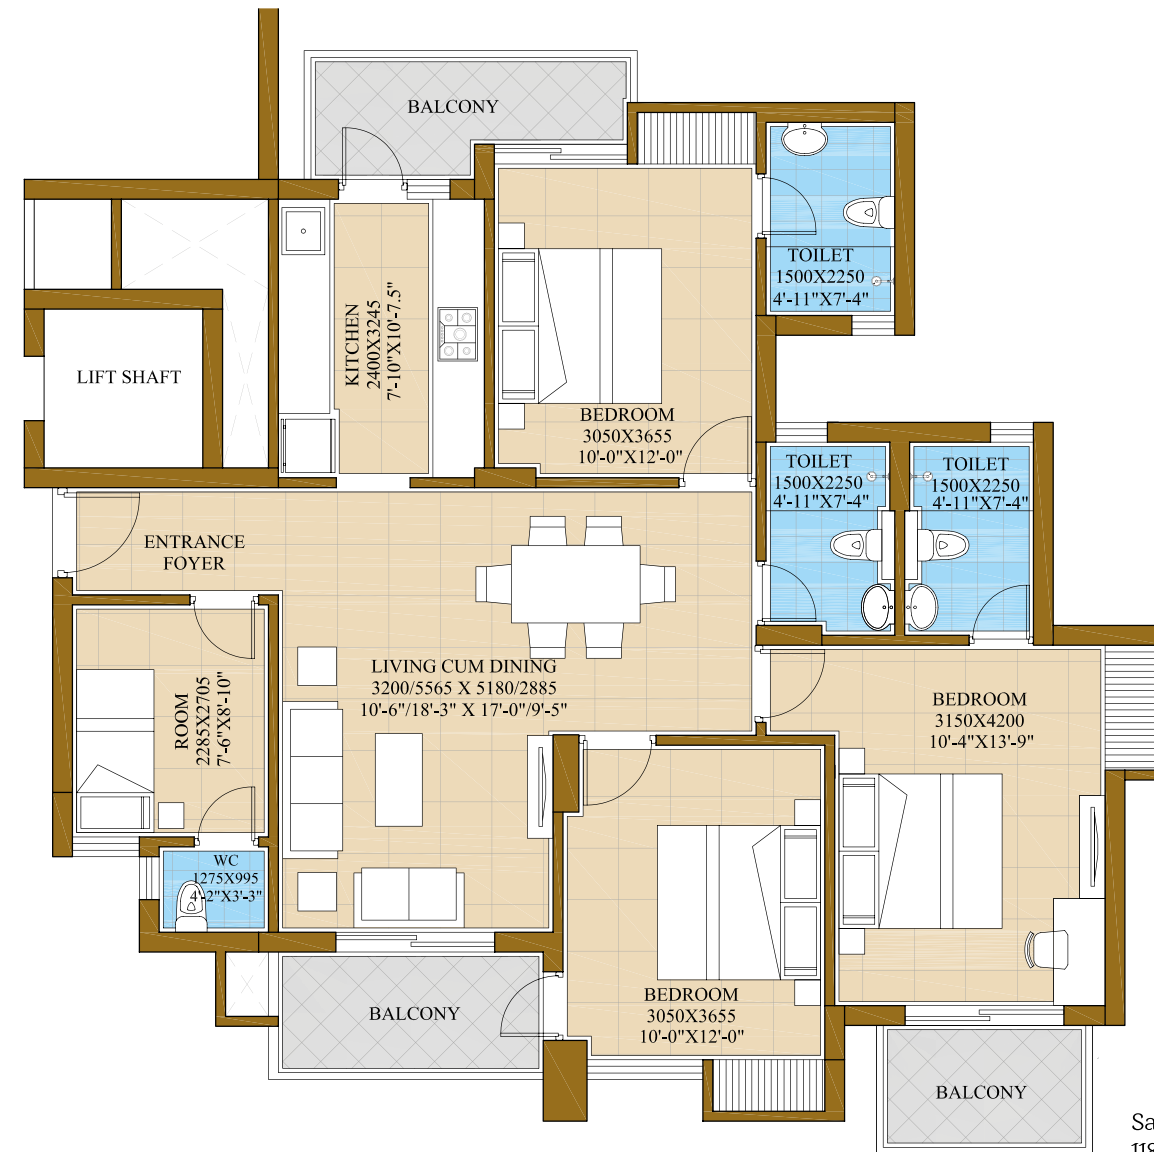 BALCONY
TOILET
1500X2250
4'-11"X7'-4"
KITCHEN
2400X3245
7'-10"X10'-7.5"
LIFT SHAFT
BEDROOM
3050X3655
10'-0"X12'-0"
TOILET
1500X2250
4'-11"X7'-4"
TOILET
1500X2250
4'-11"X7'-4"
ENTRANCE
FOYER
LIVING CUM DINING
3200/5565 X 5180/2885
10'-6"/18'-3" X 17'-0"/9'-5"
ROOM
2285X2705
7'-6"X8'-10"
BEDROOM
3150X4200
10'-4"X13'-9"
WC
1275X995
4'-2"X3'-3"
BALCONY
BEDROOM
3050X3655
10'-0"X12'-0"
BALCONY
Sa